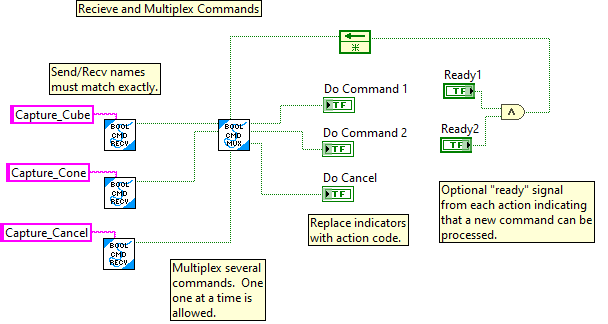 Recieve and Multiplex Commands
Send/Recv names
must match exactly.
Capture_Cube
BOOL
CMD
RECV
Capture_Cone
BOOL
CMD
RECV
Capture_Cancel
BOOL
CMD
RECV
BOOL
CMD
MUX
Multiplex several
commands. One
one at a time is
allowed.
Do Command 1
TF
Do Command 2
TF
Do Cancel
TF
Replace indicators
with action code.
Ready1
TF
Ready2
TF
Optional "ready" signal
from each action indicating
that a new command can be
processed.